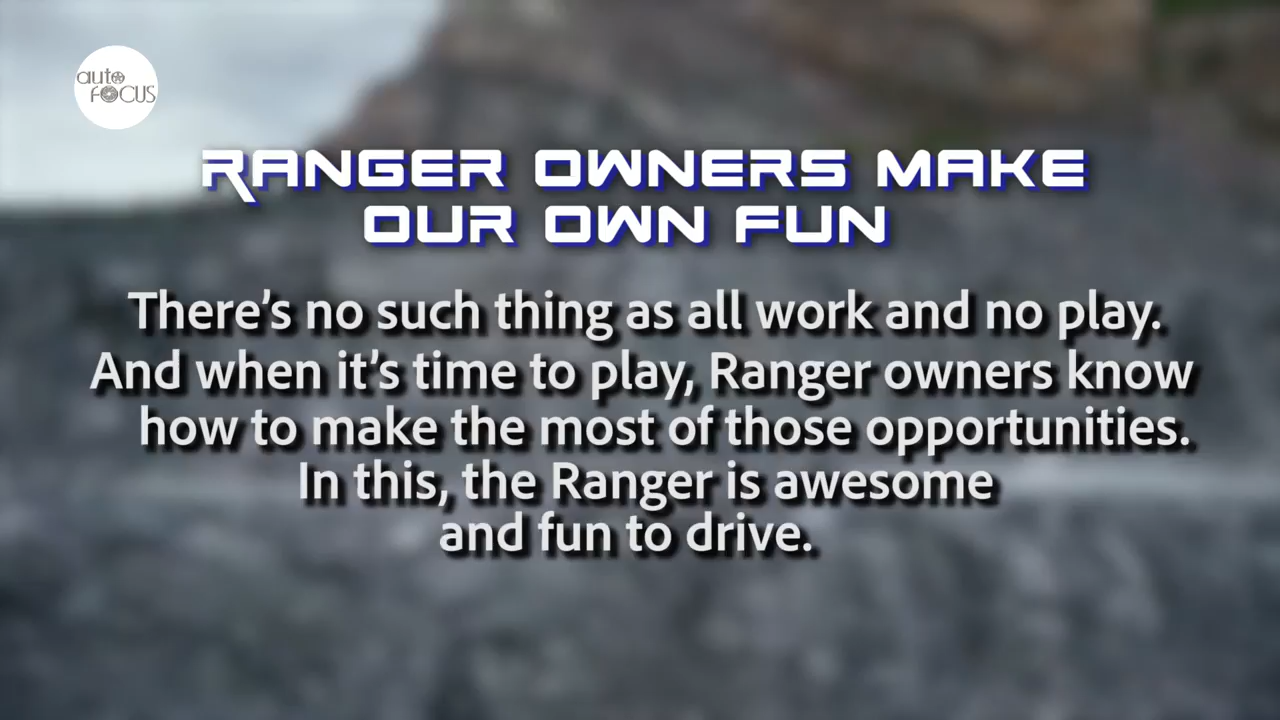 auto
FOCUS
RANGER OWNERS MAKE
OUR OWN FUN
There’s no such thing as all work and no play.
And when it’s time to play, Ranger owners know
how to make the most of those opportunities.
In this, the Ranger is awesome
and fun to drive.